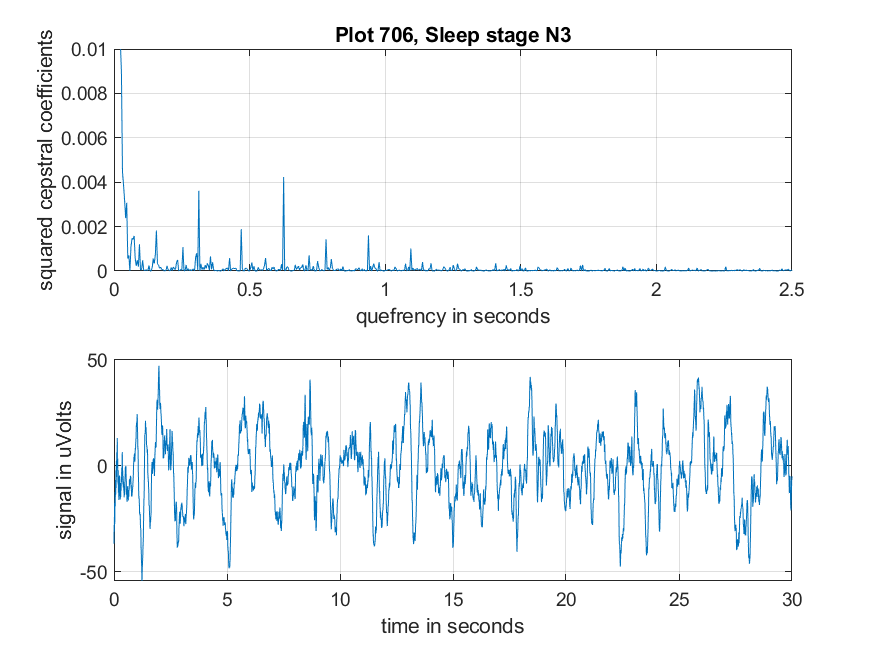 Plot 706, Sleep stage N3
squared cepstral coefficients
0.01
0.008
0.006
0.004
0.002
0
0 0.5 1 1.5 2 2.5
quefrency in seconds
signal in uVolts
50
0
-50
0 5 10 15 20 25 30
time in seconds